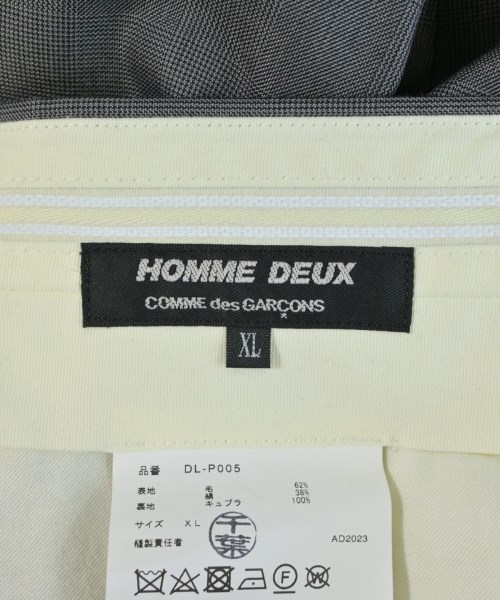 HOMME DEUX
COMME des GARÇONS
XL
品番 DL-P005
表地 毛 62%
絹 38%
裏地 キュプラ 100%
サイズ XL
縫製責任者 千葉 AD2023